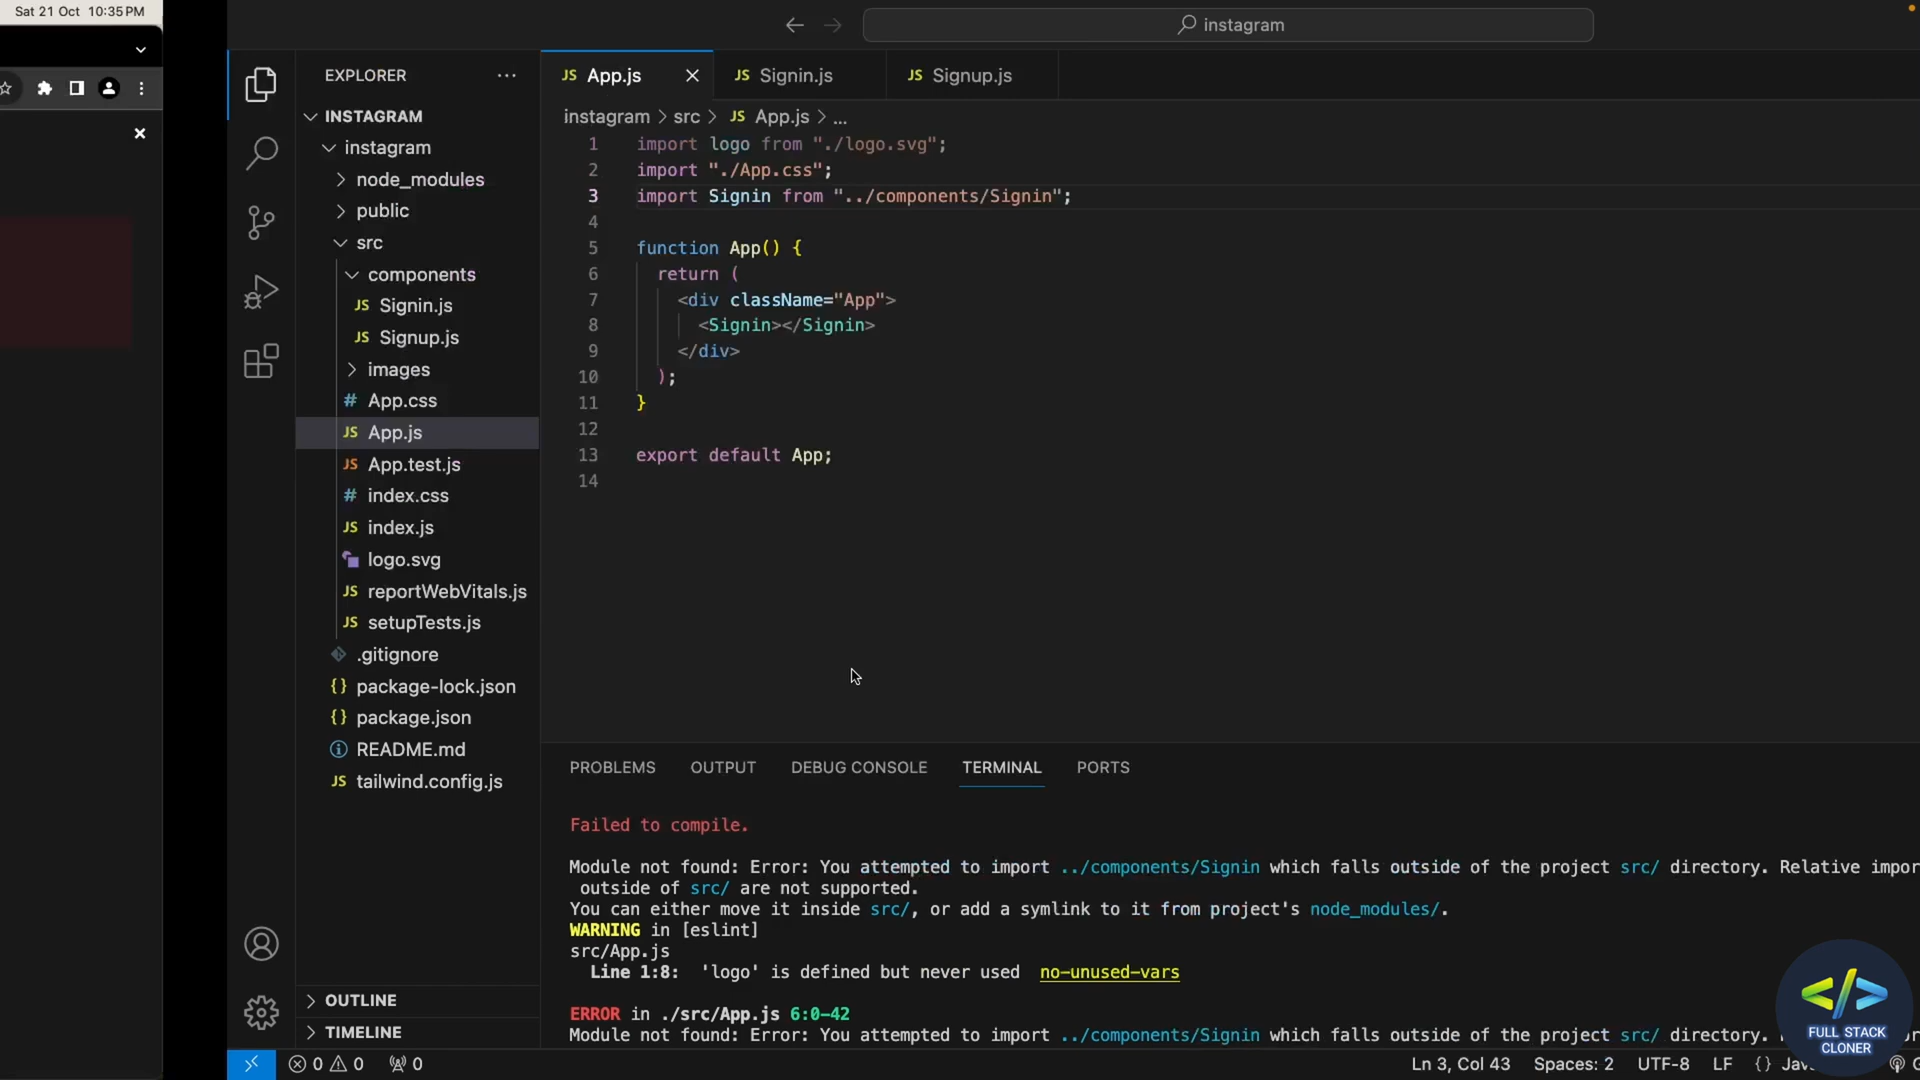 Sat 21 Oct 10:35 PM
instagram
EXPLORER
INSTAGRAM
instagram
node_modules
public
src
components
JS Signin.js
JS Signup.js
images
# App.css
JS App.js
JS App.test.js
# index.css
JS index.js
logo.svg
JS reportWebVitals.js
JS setupTests.js
.gitignore
{} package-lock.json
{} package.json
README.md
JS tailwind.config.js
OUTLINE
TIMELINE
JS App.js
JS Signin.js
JS Signup.js
instagram > src > JS App.js > ...
1 import logo from "./logo.svg";
2 import "./App.css";
3 import Signin from "../components/Signin";
4
5 function App() {
6 return (
7 <div className="App">
8 <Signin></Signin>
9 </div>
10 );
11 }
12
13 export default App;
14
PROBLEMS OUTPUT DEBUG CONSOLE TERMINAL PORTS
Failed to compile.
Module not found: Error: You attempted to import ../components/Signin which falls outside of the project src/ directory. Relative impor
outside of src/ are not supported.
You can either move it inside src/, or add a symlink to it from project's node_modules/.
WARNING in [eslint]
src/App.js
Line 1:8: 'logo' is defined but never used no-unused-vars
ERROR in ./src/App.js 6:0-42
Module not found: Error: You attempted to import ../components/Signin which falls outside of the project src/ directory.
FULL STACK
CLONER
0 0 0
Ln 3, Col 43 Spaces: 2 UTF-8 LF {}